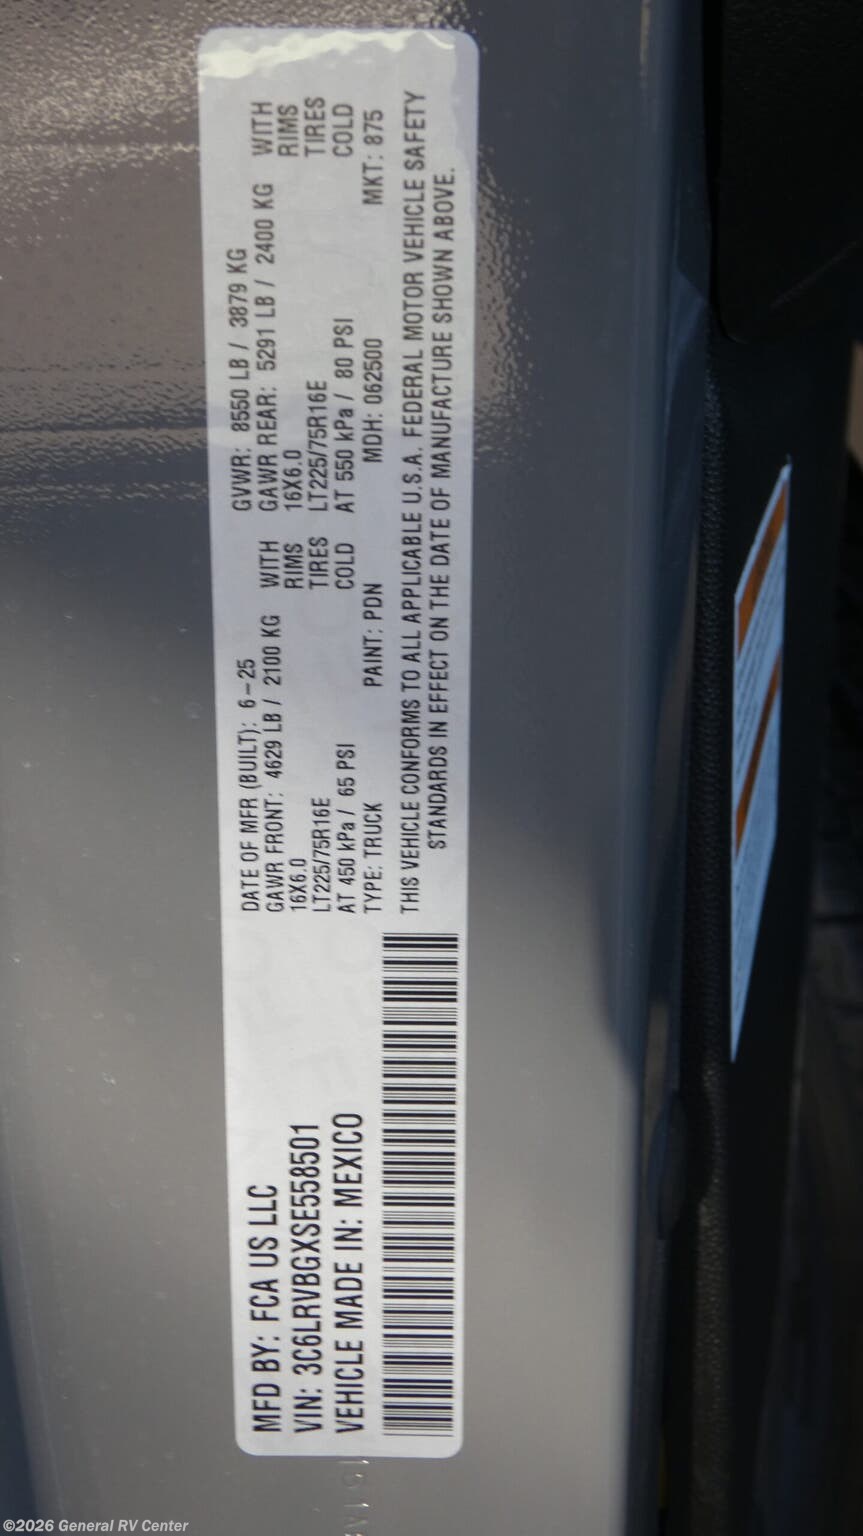 MFD BY: FCA US LLC
VIN: 3C6LRVBGXSE558501
VEHICLE MADE IN: MEXICO
DATE OF MFR (BUILT): 6-25 GVWR: 8550 LB / 3879 KG
GAWR FRONT: 4629 LB / 2100 KG WITH GAWR REAR: 5291 LB / 2400 KG WITH
16X6.0 RIMS 16X6.0 RIMS
LT225/75R16E TIRES LT225/75R16E TIRES
AT 450 kPa / 65 PSI COLD AT 550 kPa / 80 PSI COLD
TYPE: TRUCK PAINT: PDN MDH: 062500 MKT: 875
THIS VEHICLE CONFORMS TO ALL APPLICABLE U.S.A. FEDERAL MOTOR VEHICLE SAFETY
STANDARDS IN EFFECT ON THE DATE OF MANUFACTURE SHOWN ABOVE.
©2026 General RV Center